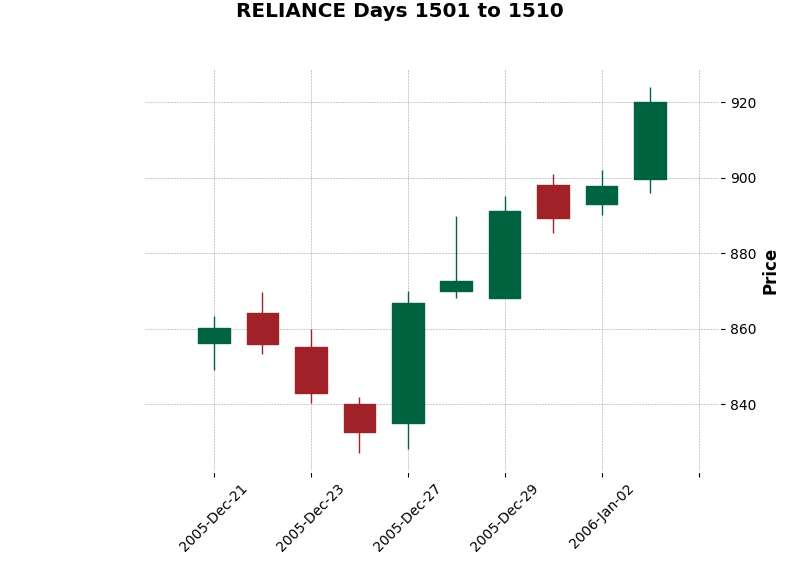 RELIANCE Days 1501 to 1510
920
900
880
860
840
Price
2005-Dec-21
2005-Dec-23
2005-Dec-27
2005-Dec-29
2006-Jan-02